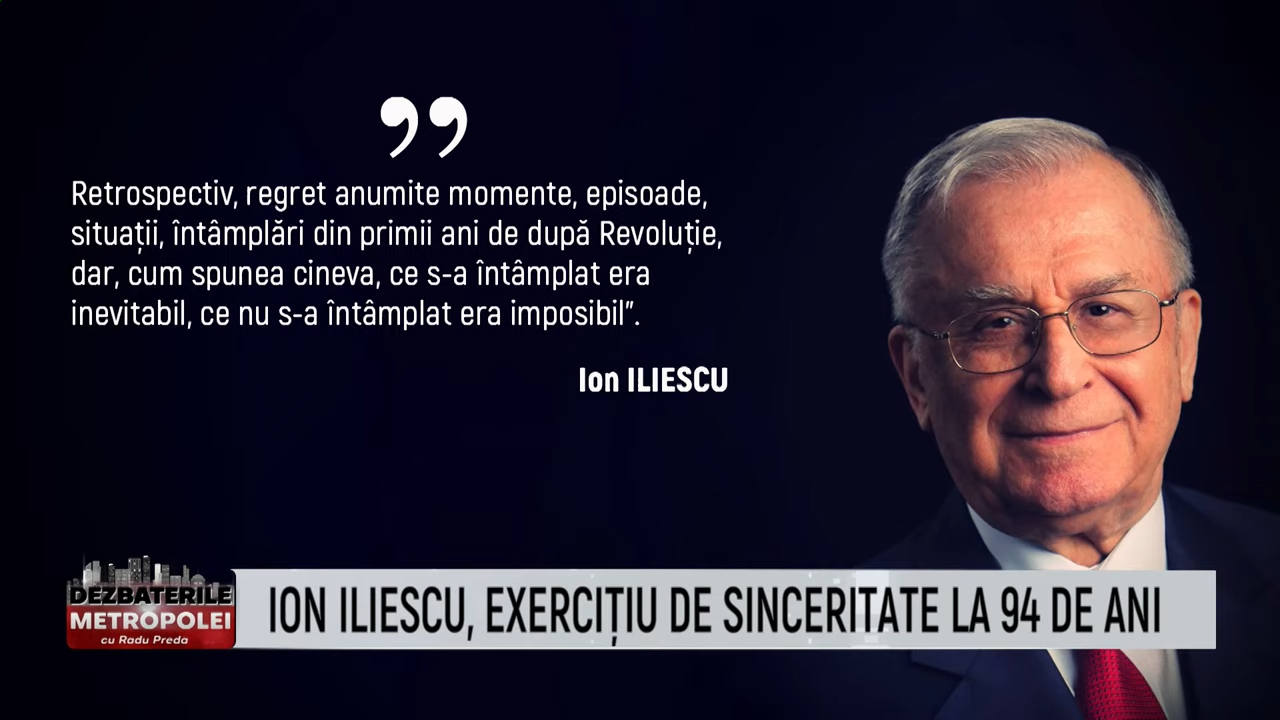 ”
Retrospectiv, regret anumite momente, episoade,
situații, întâmplări din primii ani de după Revoluție,
dar, cum spunea cineva, ce s-a întâmplat era
inevitabil, ce nu s-a întâmplat era imposibil”.
Ion ILIESCU
DEZBATERILE
METROPOLEI
cu Radu Preda
ION ILIESCU, EXERCIȚIU DE SINCERITATE LA 94 DE ANI